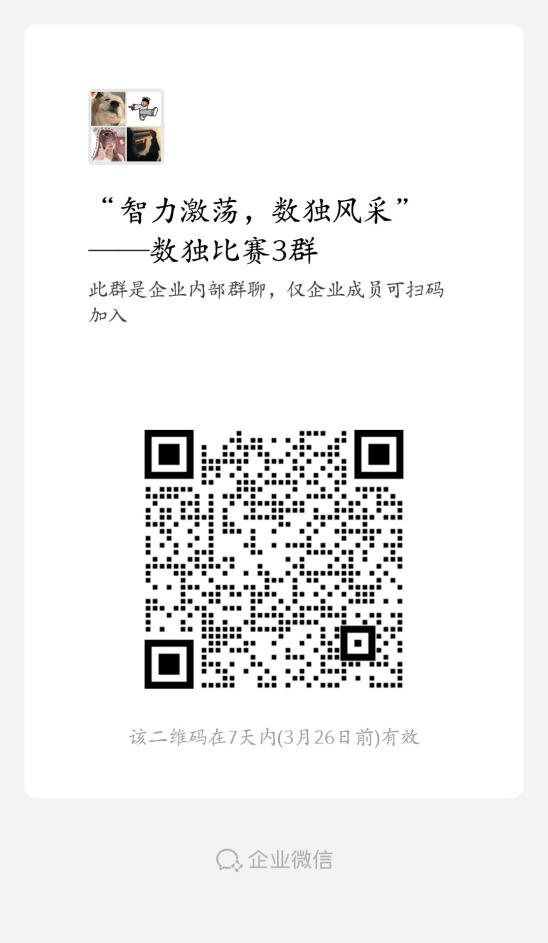 “智力激荡，数独风采”
——数独比赛3群
此群是企业内部群聊，仅企业成员可扫码
加入
该二维码在7天内(3月26日前)有效
企业微信